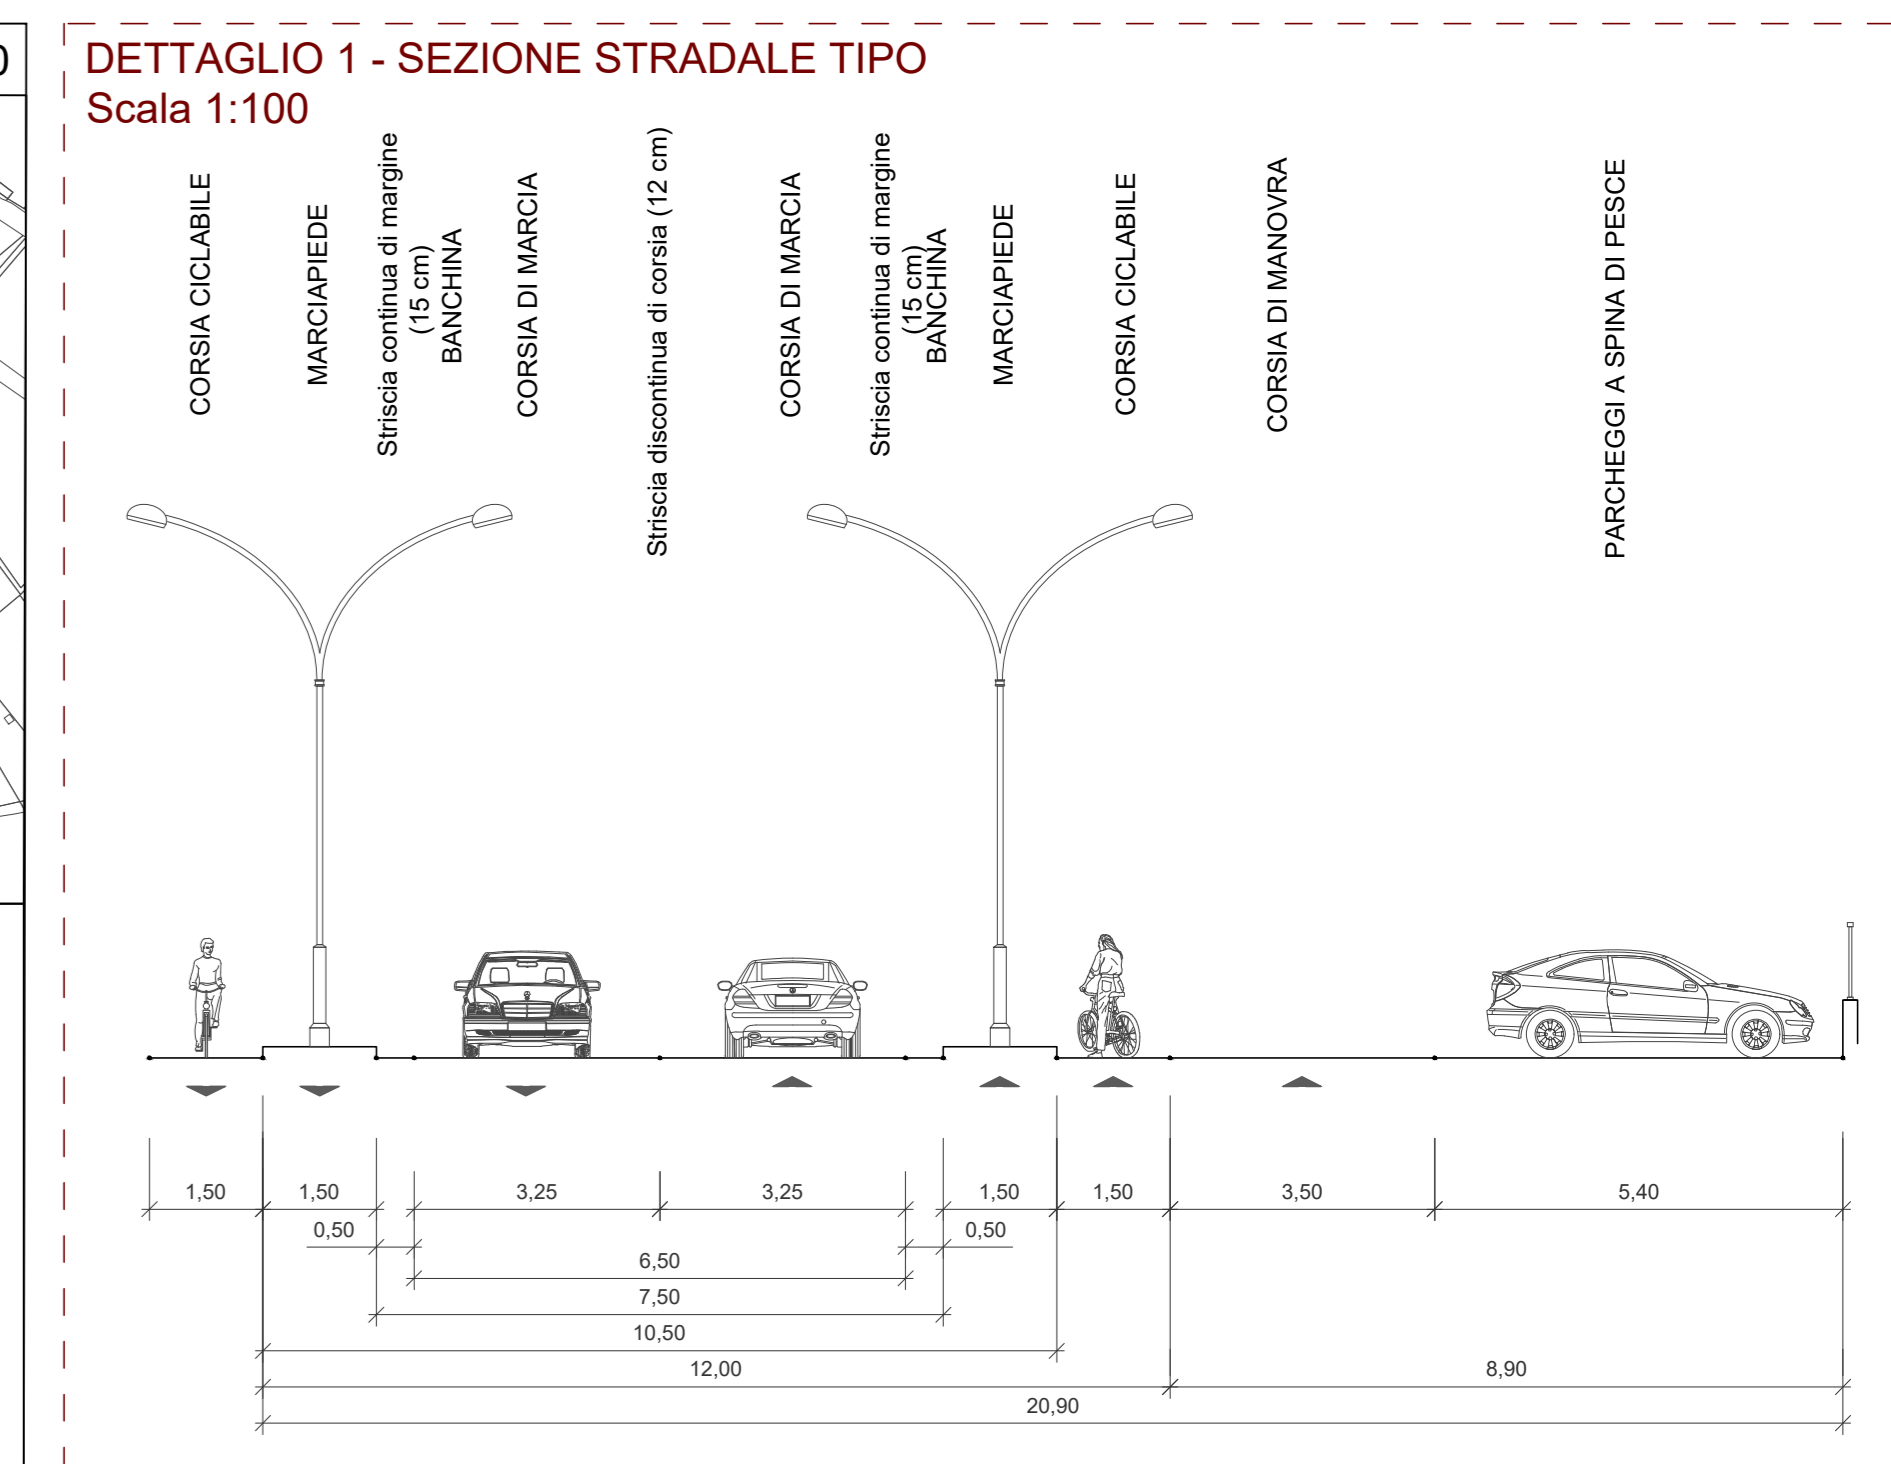 0
DETTAGLIO 1 - SEZIONE STRADALE TIPO
Scala 1:100
CORSIA CICLABILE
MARCIAPIEDE
Striscia continua di margine
(15 cm)
BANCHINA
CORSIA DI MARCIA
Striscia discontinua di corsia (12 cm)
CORSIA DI MARCIA
Striscia continua di margine
(15 cm)
BANCHINA
MARCIAPIEDE
CORSIA CICLABILE
CORSIA DI MANOVRA
PARCHEGGI A SPINA DI PESCE
1,50 1,50 3,25 3,25 1,50 1,50 3,50 5,40
0,50 0,50
6,50
7,50
10,50
12,00 8,90
20,90